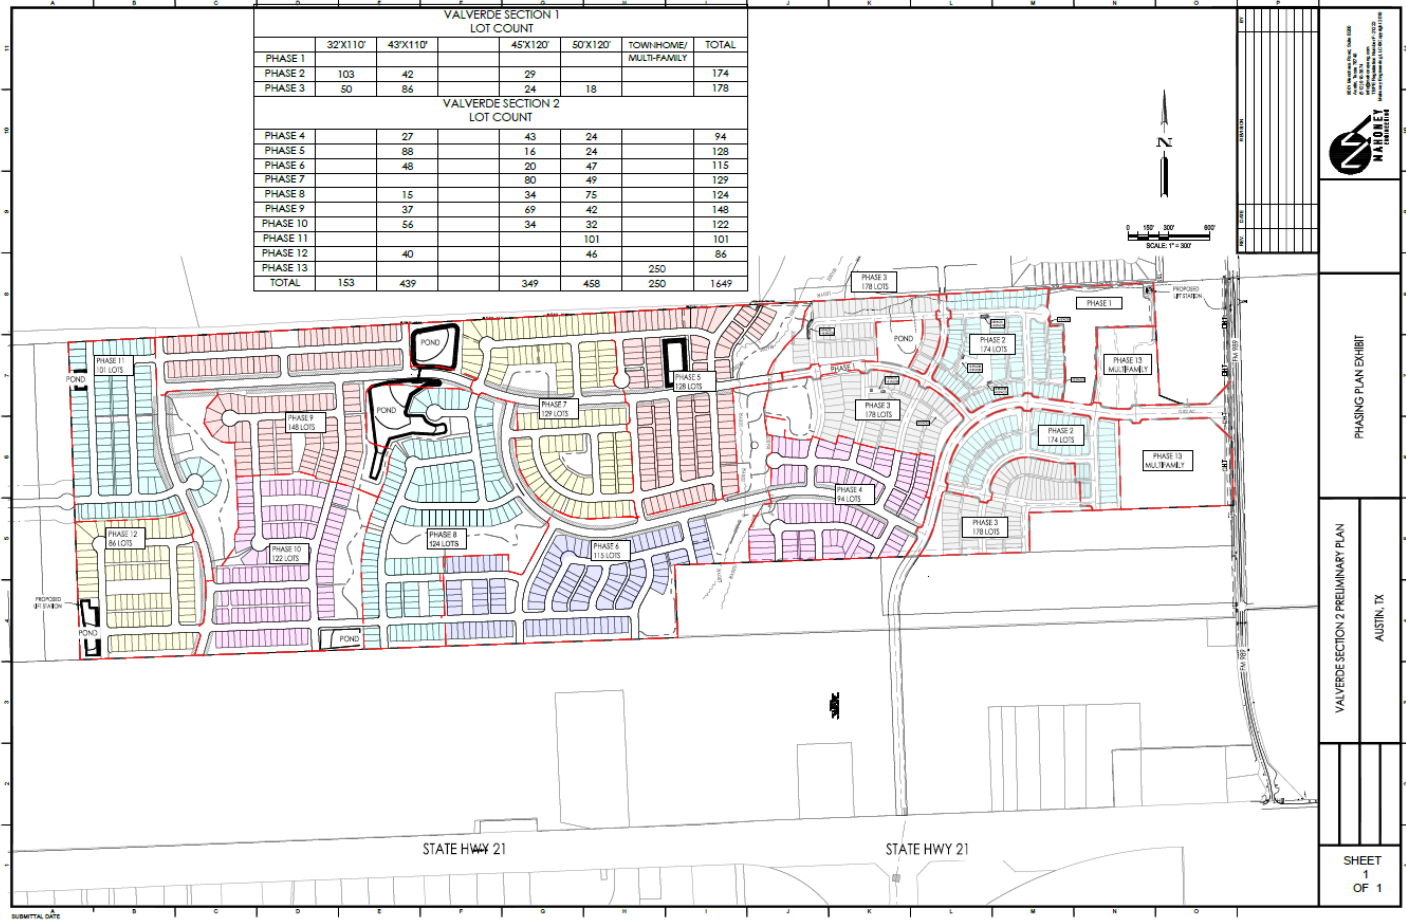 VALVERDE SECTION 1
LOT COUNT
32'X110' 43'X110' 45'X120' 50'X120' TOWNHOME/ MULTI-FAMILY TOTAL
PHASE 1
PHASE 2 103 42 29 174
PHASE 3 50 86 24 18 178
VALVERDE SECTION 2
LOT COUNT
PHASE 4 27 43 24 94
PHASE 5 88 16 24 128
PHASE 6 48 20 47 115
PHASE 7 80 49 129
PHASE 8 15 34 75 124
PHASE 9 37 69 42 148
PHASE 10 56 34 32 122
PHASE 11 101 101
PHASE 12 40 46 86
PHASE 13 250
TOTAL 153 439 349 458 250 1649
N
0 150' 300' 600'
SCALE: 1" = 300'
PHASE 3
178 LOTS
PROPOSED
LIFT STATION
PHASE 1
PHASE 11
101 LOTS
POND
POND
POND
PHASE 2
174 LOTS
PHASE 13
MULTIFAMILY
PHASE 5
128 LOTS
PHASE 1
PHASE 9
148 LOTS
POND
PHASE 7
129 LOTS
PHASE 3
178 LOTS
PHASE 2
174 LOTS
PHASE 13
MULTIFAMILY
PHASE 4
94 LOTS
PHASE 12
86 LOTS
PHASE 10
122 LOTS
PHASE 8
124 LOTS
PHASE 6
115 LOTS
PHASE 3
178 LOTS
PROPOSED
LIFT STATION
POND
POND
FM 989
FM 989
STATE HWY 21
STATE HWY 21
MAHONEY
ENGINEERING
PHASING PLAN EXHIBIT
VALVERDE SECTION 2 PRELIMINARY PLAN
AUSTIN, TX
SHEET
1
OF 1
SUBMITTAL DATE